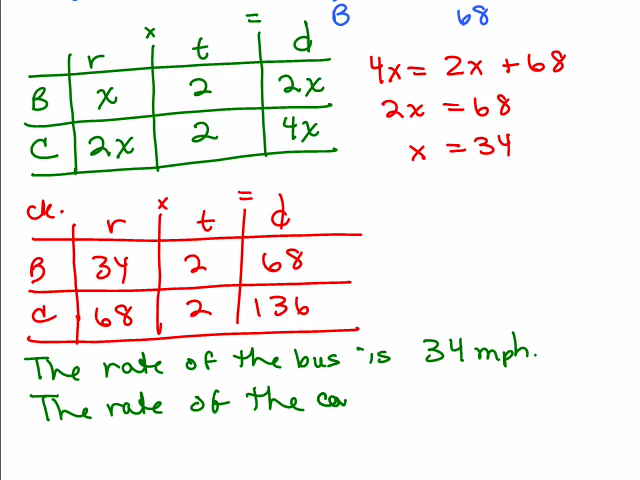 B 68
r x t = d
B x 2 2x
C 2x 2 4x
4x = 2x + 68
2x = 68
x = 34
ck.
r x t = d
B 34 2 68
C 68 2 136
The rate of the bus is 34 mph.
The rate of the ca